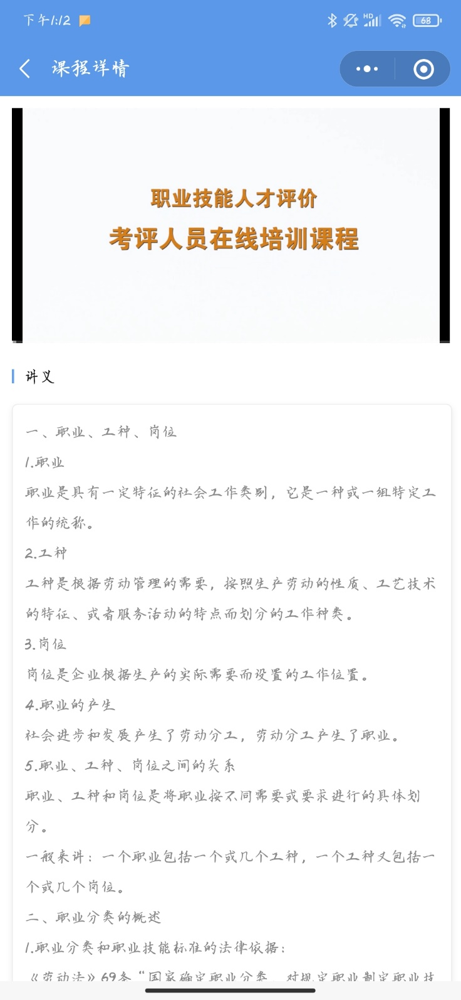 下午1:12
HD
68
课程详情
职业技能人才评价
考评人员在线培训课程
讲义
一、职业、工种、岗位
1.职业
职业是具有一定特征的社会工作类别，它是一种或一组特定工
作的统称。
2.工种
工种是根据劳动管理的需要，按照生产劳动的性质、工艺技术
的特征、或者服务活动的特点而划分的工作种类。
3.岗位
岗位是企业根据生产的实际需要而设置的工作位置。
4.职业的产生
社会进步和发展产生了劳动分工，劳动分工产生了职业。
5.职业、工种、岗位之间的关系
职业、工种和岗位是将职业按不同需要或要求进行的具体划
分。
一般来讲：一个职业包括一个或几个工种，一个工种又包括一
个或几个岗位。
二、职业分类的概述
1.职业分类和职业技能标准的法律依据：
《劳动法》69条“国家确定职业分类，对规定职业制定职业技